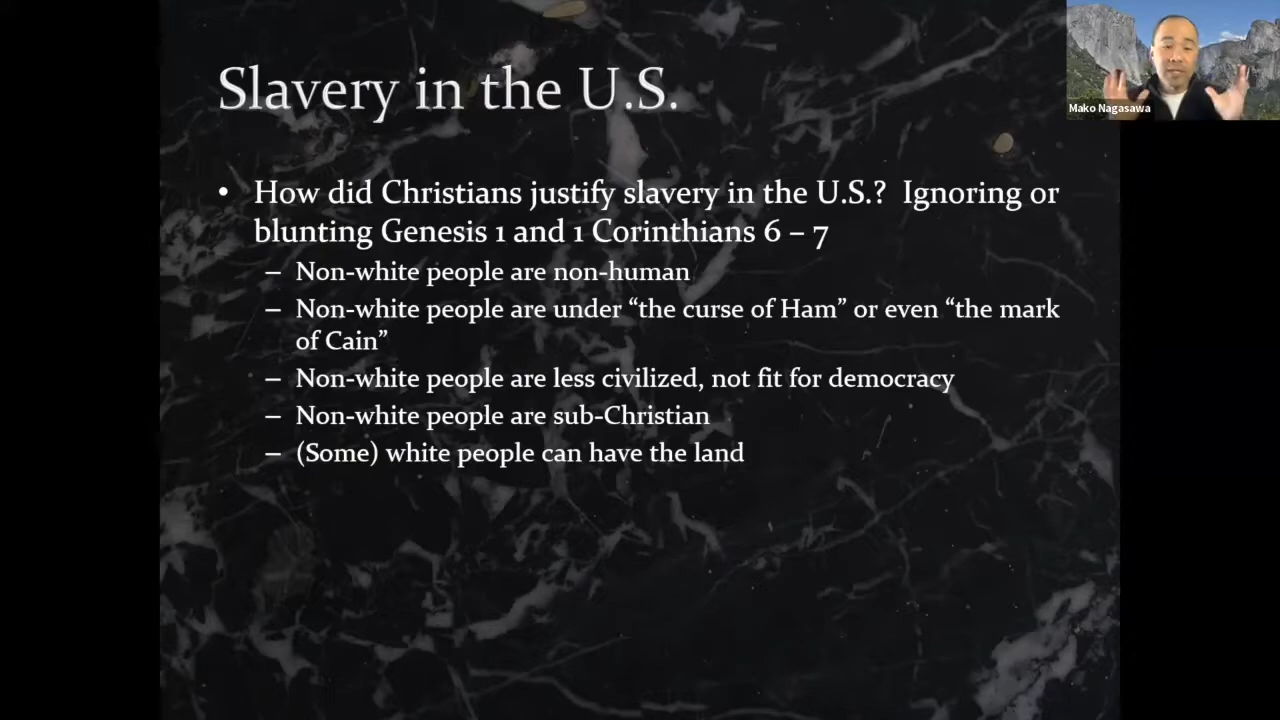 Slavery in the U.S.
Mako Nagasawa
• How did Christians justify slavery in the U.S.?  Ignoring or
blunting Genesis 1 and 1 Corinthians 6 – 7
– Non-white people are non-human
– Non-white people are under “the curse of Ham” or even “the mark
of Cain”
– Non-white people are less civilized, not fit for democracy
– Non-white people are sub-Christian
– (Some) white people can have the land